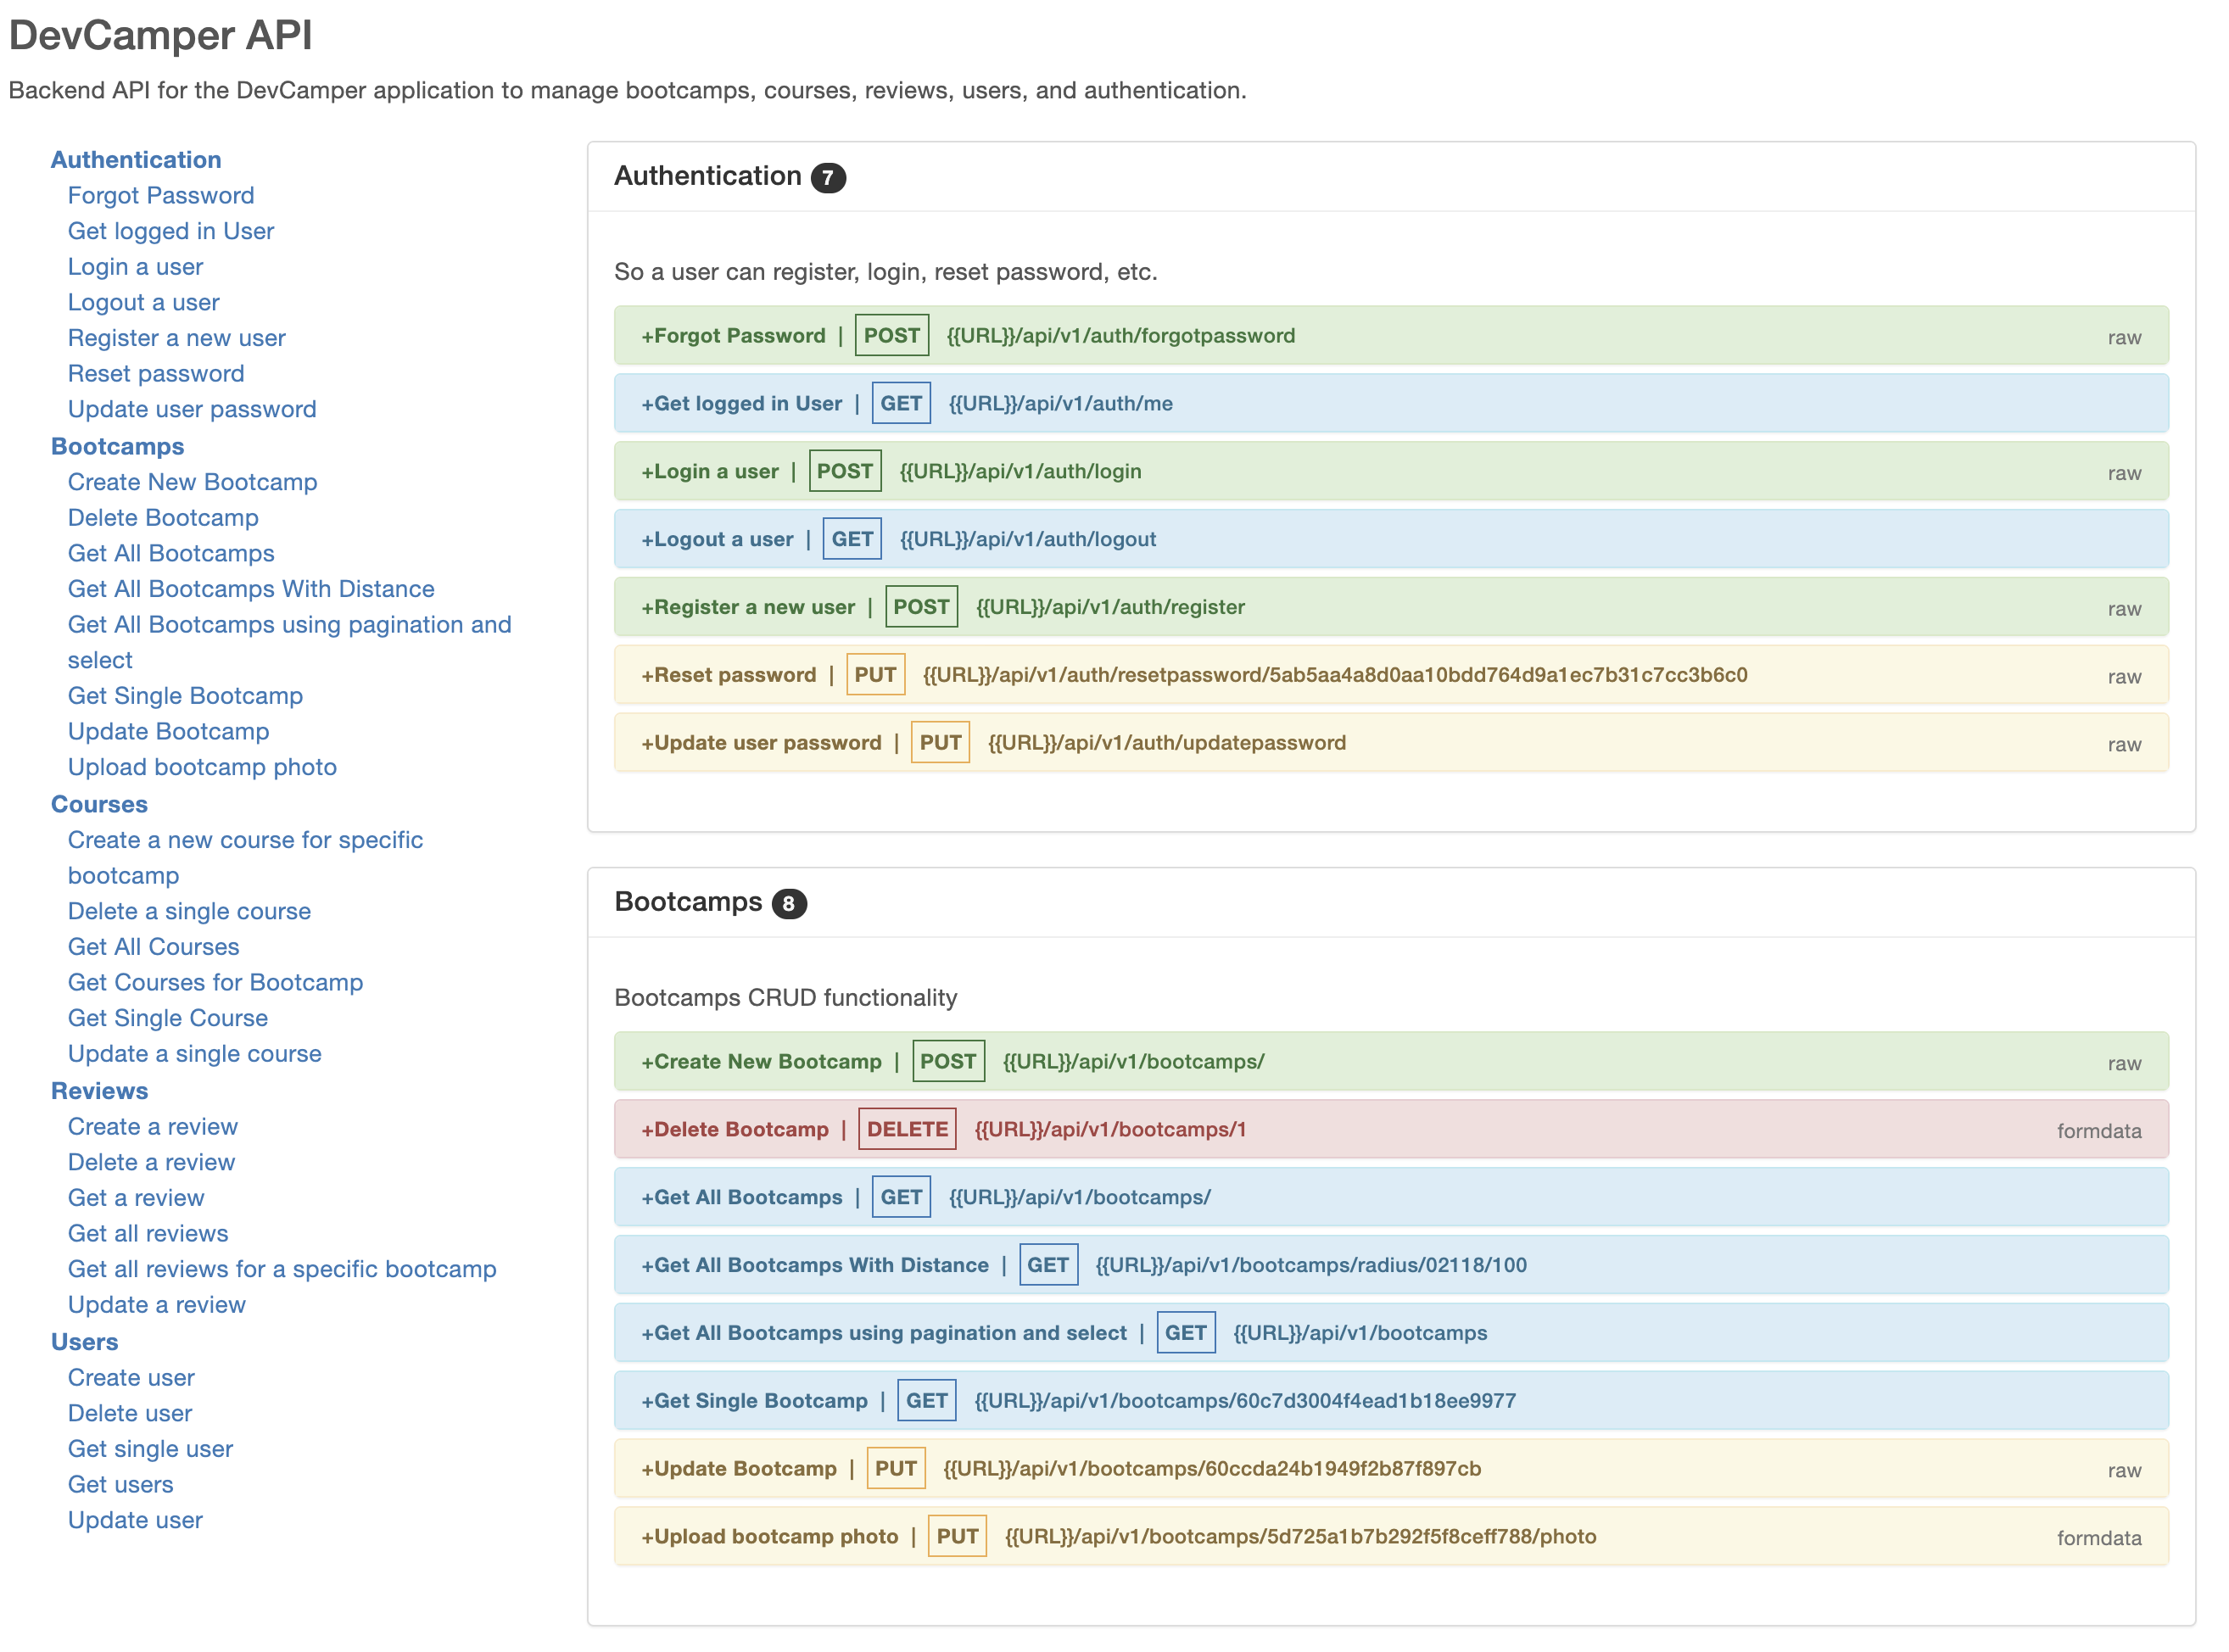 DevCamper API
Backend API for the DevCamper application to manage bootcamps, courses, reviews, users, and authentication.
Authentication
Forgot Password
Get logged in User
Login a user
Logout a user
Register a new user
Reset password
Update user password
Bootcamps
Create New Bootcamp
Delete Bootcamp
Get All Bootcamps
Get All Bootcamps With Distance
Get All Bootcamps using pagination and
select
Get Single Bootcamp
Update Bootcamp
Upload bootcamp photo
Courses
Create a new course for specific
bootcamp
Delete a single course
Get All Courses
Get Courses for Bootcamp
Get Single Course
Update a single course
Reviews
Create a review
Delete a review
Get a review
Get all reviews
Get all reviews for a specific bootcamp
Update a review
Users
Create user
Delete user
Get single user
Get users
Update user
Authentication 7
So a user can register, login, reset password, etc.
+Forgot Password | POST {{URL}}/api/v1/auth/forgotpassword raw
+Get logged in User | GET {{URL}}/api/v1/auth/me
+Login a user | POST {{URL}}/api/v1/auth/login raw
+Logout a user | GET {{URL}}/api/v1/auth/logout
+Register a new user | POST {{URL}}/api/v1/auth/register raw
+Reset password | PUT {{URL}}/api/v1/auth/resetpassword/5ab5aa4a8d0aa10bdd764d9a1ec7b31c7cc3b6c0 raw
+Update user password | PUT {{URL}}/api/v1/auth/updatepassword raw
Bootcamps 8
Bootcamps CRUD functionality
+Create New Bootcamp | POST {{URL}}/api/v1/bootcamps/ raw
+Delete Bootcamp | DELETE {{URL}}/api/v1/bootcamps/1 formdata
+Get All Bootcamps | GET {{URL}}/api/v1/bootcamps/
+Get All Bootcamps With Distance | GET {{URL}}/api/v1/bootcamps/radius/02118/100
+Get All Bootcamps using pagination and select | GET {{URL}}/api/v1/bootcamps
+Get Single Bootcamp | GET {{URL}}/api/v1/bootcamps/60c7d3004f4ead1b18ee9977
+Update Bootcamp | PUT {{URL}}/api/v1/bootcamps/60ccda24b1949f2b87f897cb raw
+Upload bootcamp photo | PUT {{URL}}/api/v1/bootcamps/5d725a1b7b292f5f8ceff788/photo formdata